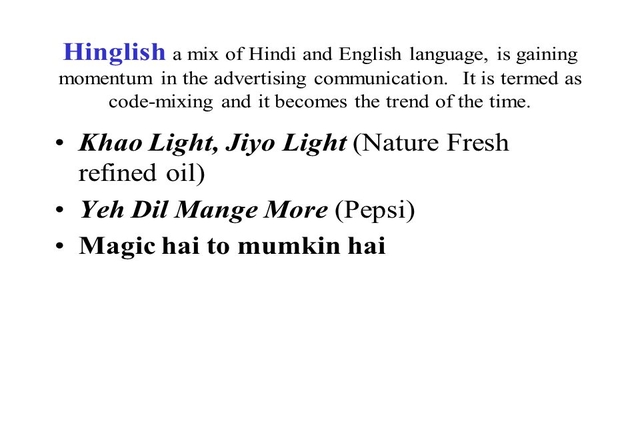 Hinglish a mix of Hindi and English language, is gaining
momentum in the advertising communication. It is termed as
code-mixing and it becomes the trend of the time.
• Khao Light, Jiyo Light (Nature Fresh
refined oil)
• Yeh Dil Mange More (Pepsi)
• Magic hai to mumkin hai